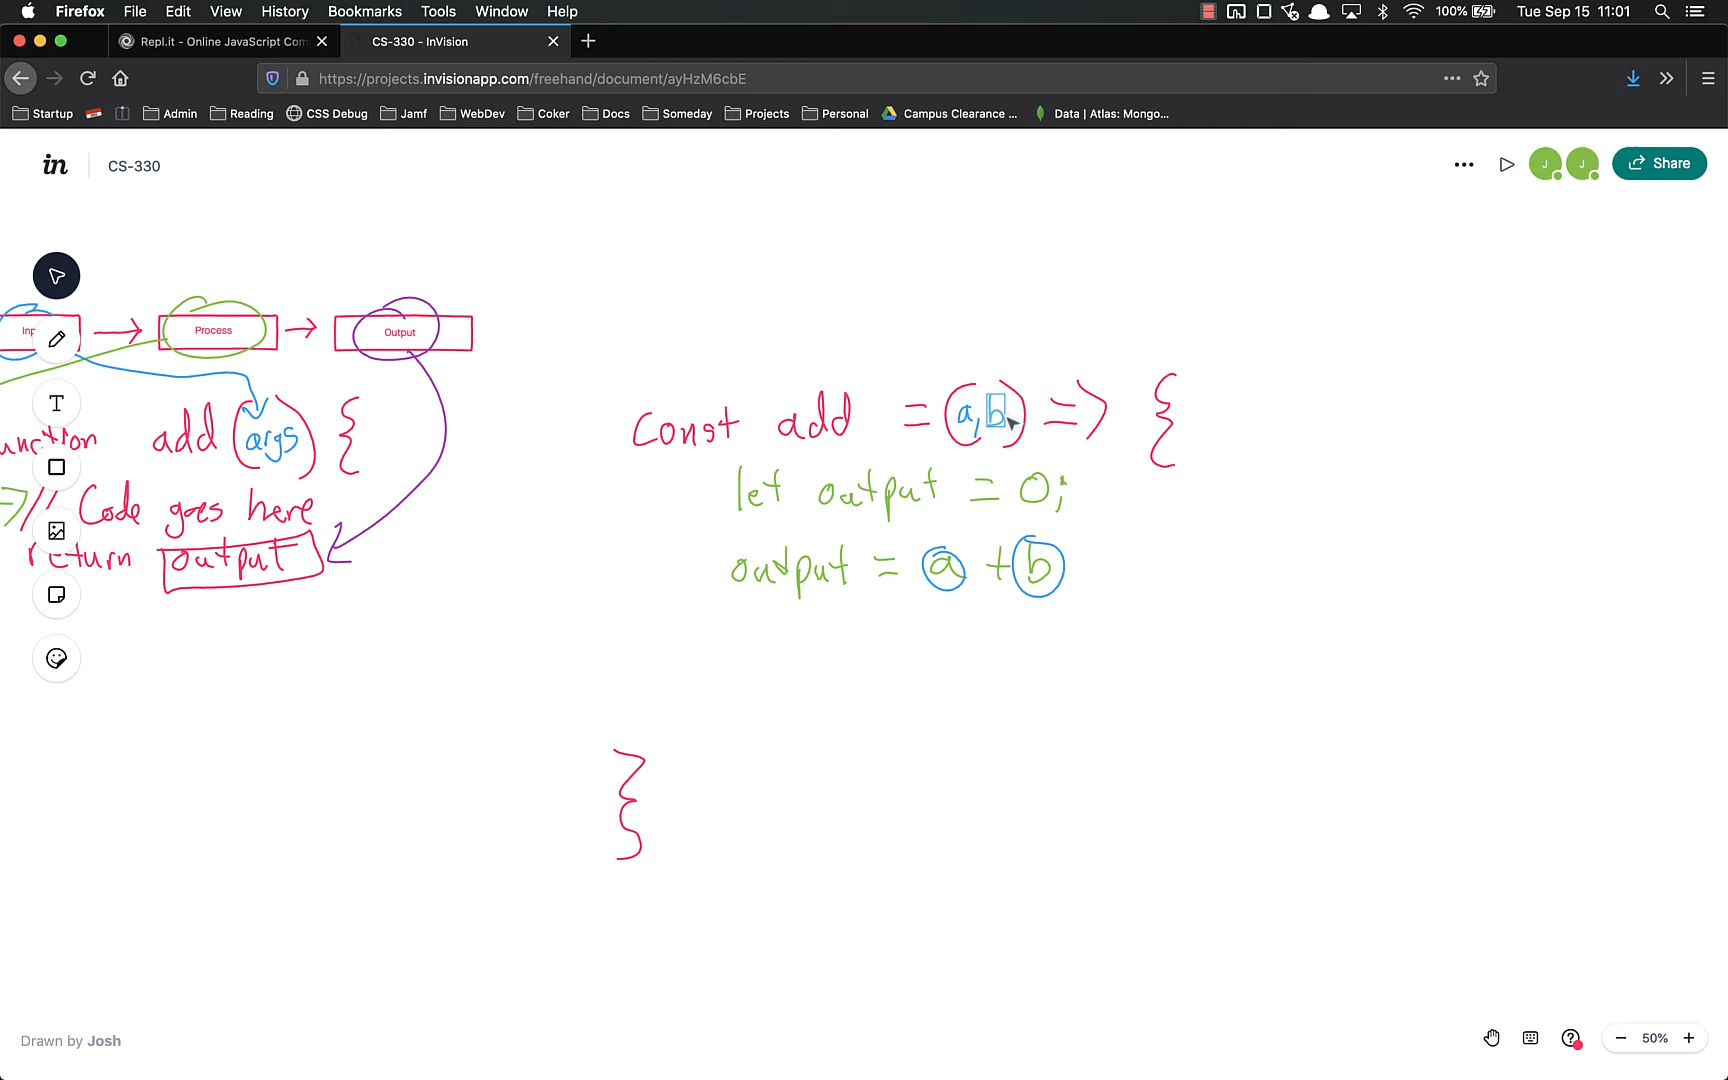 Firefox File Edit View History Bookmarks Tools Window Help 100% Tue Sep 15 11:01
Repl.it - Online JavaScript Com CS-330 - InVision
https://projects.invisionapp.com/freehand/document/ayHzM6cbE
Startup Admin Reading CSS Debug Jamf WebDev Coker Docs Someday Projects Personal Campus Clearance ... Data | Atlas: Mongo...
in CS-330 J J Share
Inp Process Output
unction add (args) {
=> // Code goes here
return output
T
Const add = (a,b) => {
let output = 0;
output = a + b
}
Drawn by Josh
50%